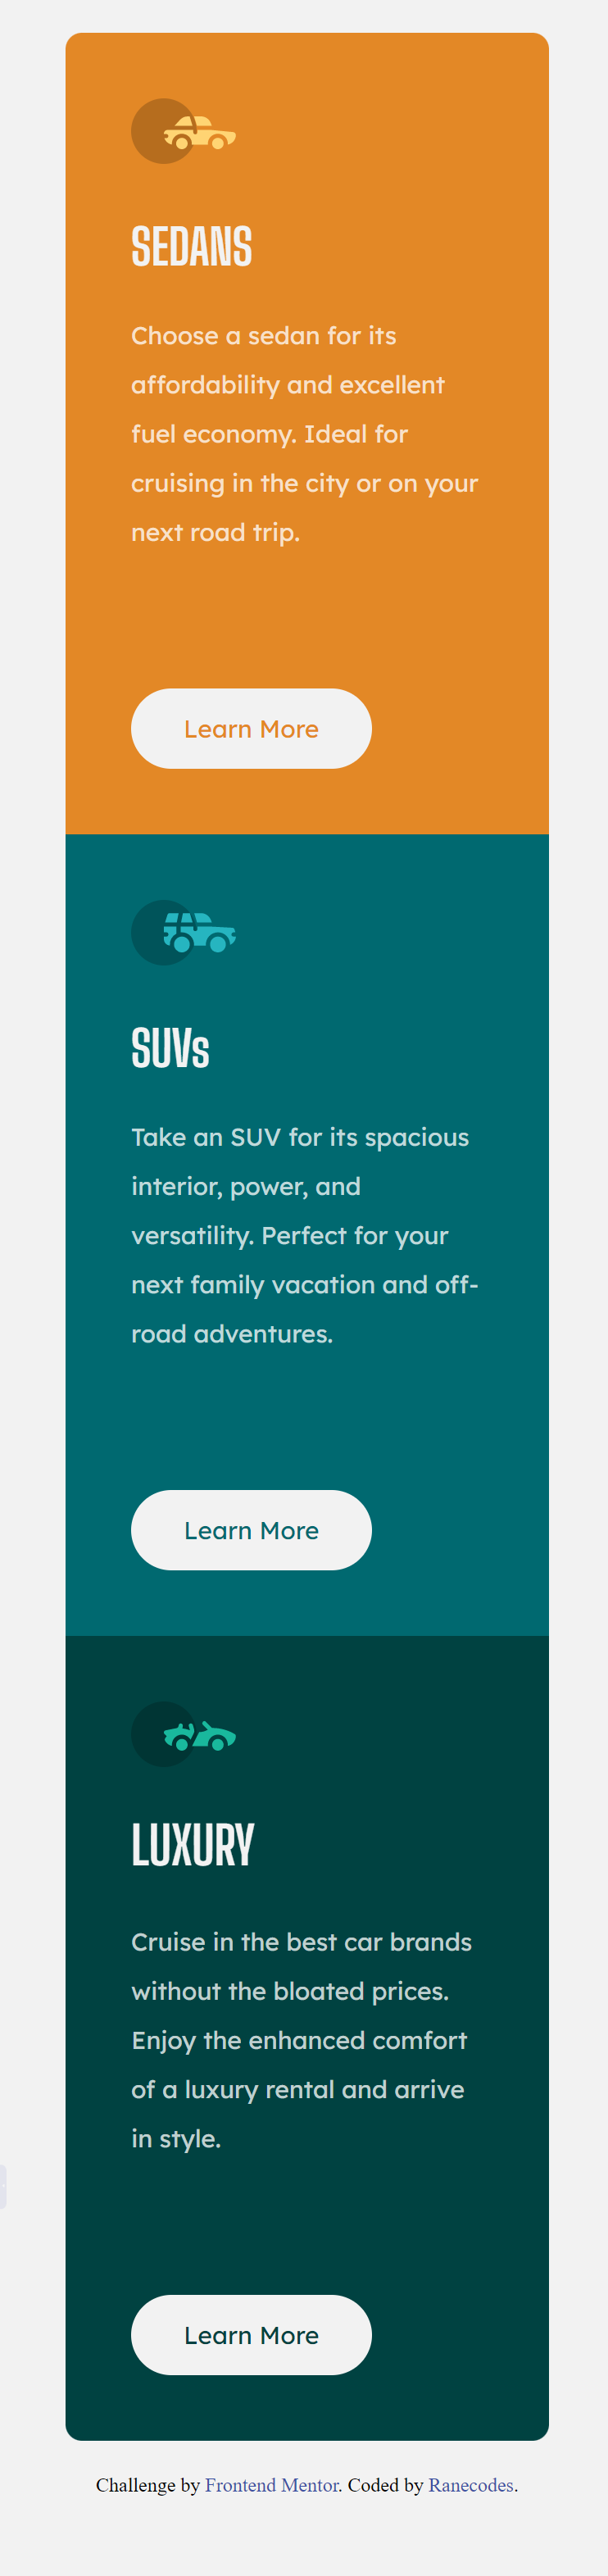 SEDANS
Choose a sedan for its
affordability and excellent
fuel economy. Ideal for
cruising in the city or on your
next road trip.
Learn More
SUVs
Take an SUV for its spacious
interior, power, and
versatility. Perfect for your
next family vacation and off-
road adventures.
Learn More
LUXURY
Cruise in the best car brands
without the bloated prices.
Enjoy the enhanced comfort
of a luxury rental and arrive
in style.
Learn More
Challenge by Frontend Mentor. Coded by Ranecodes.